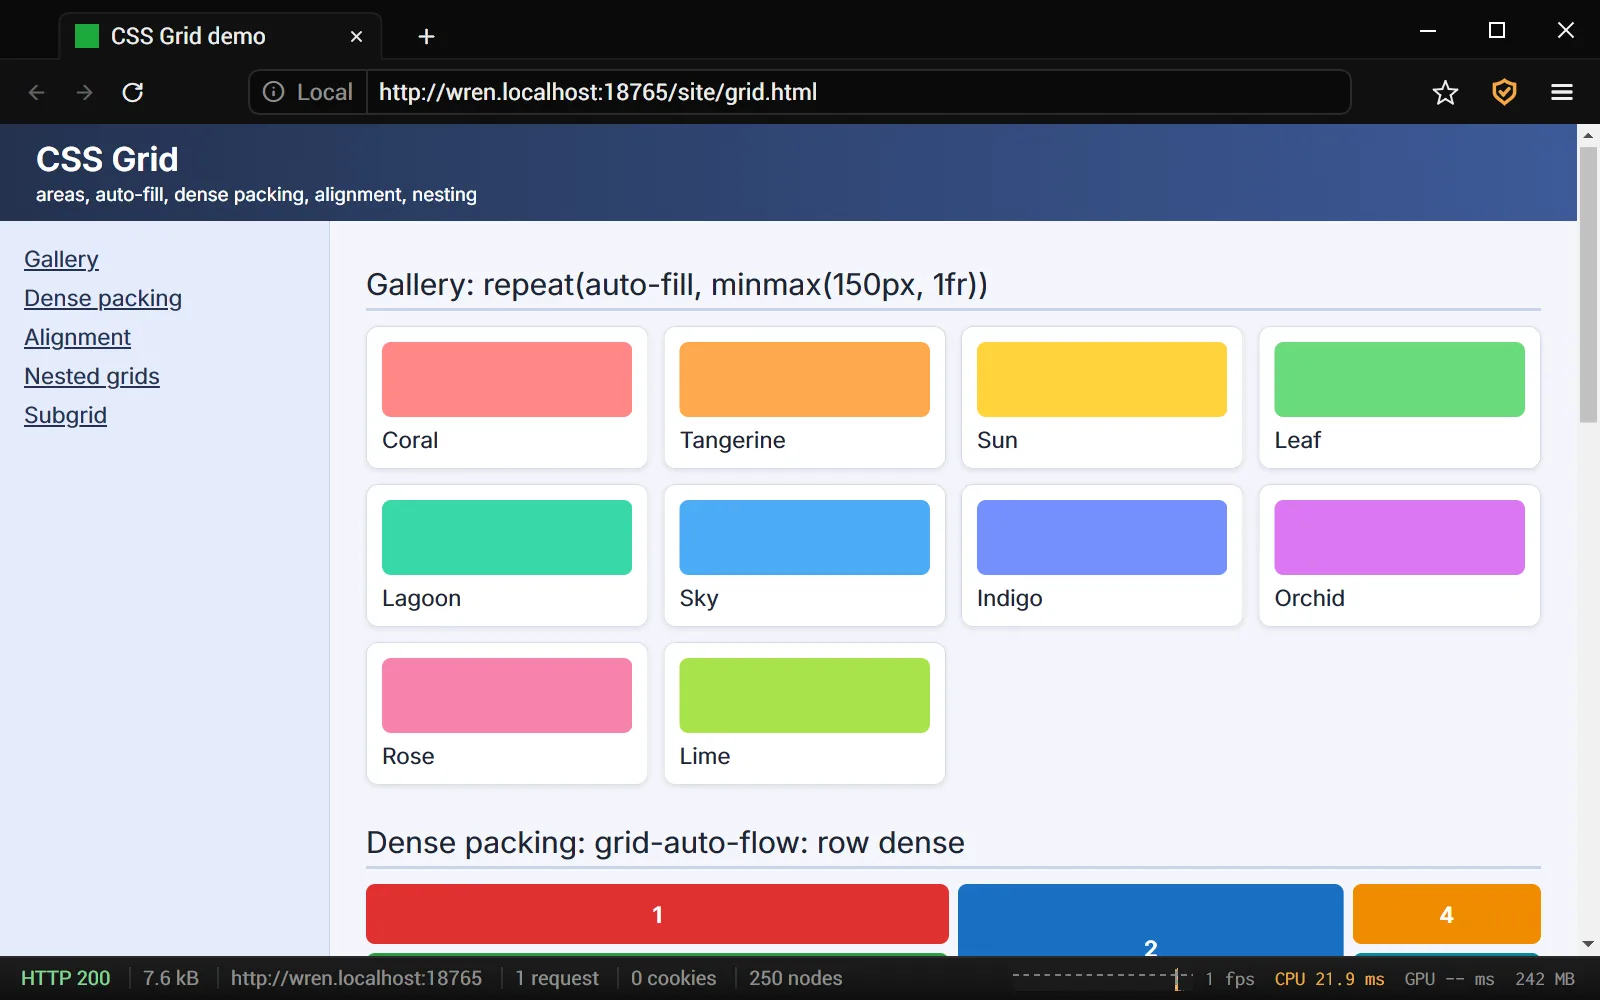 CSS Grid demo
Local
http://wren.localhost:18765/site/grid.html
CSS Grid
areas, auto-fill, dense packing, alignment, nesting
Gallery
Dense packing
Alignment
Nested grids
Subgrid
Gallery: repeat(auto-fill, minmax(150px, 1fr))
Coral
Tangerine
Sun
Leaf
Lagoon
Sky
Indigo
Orchid
Rose
Lime
Dense packing: grid-auto-flow: row dense
1
2
4
HTTP 200
7.6 kB
http://wren.localhost:18765
1 request
0 cookies
250 nodes
1 fps
CPU 21.9 ms
GPU -- ms
242 MB